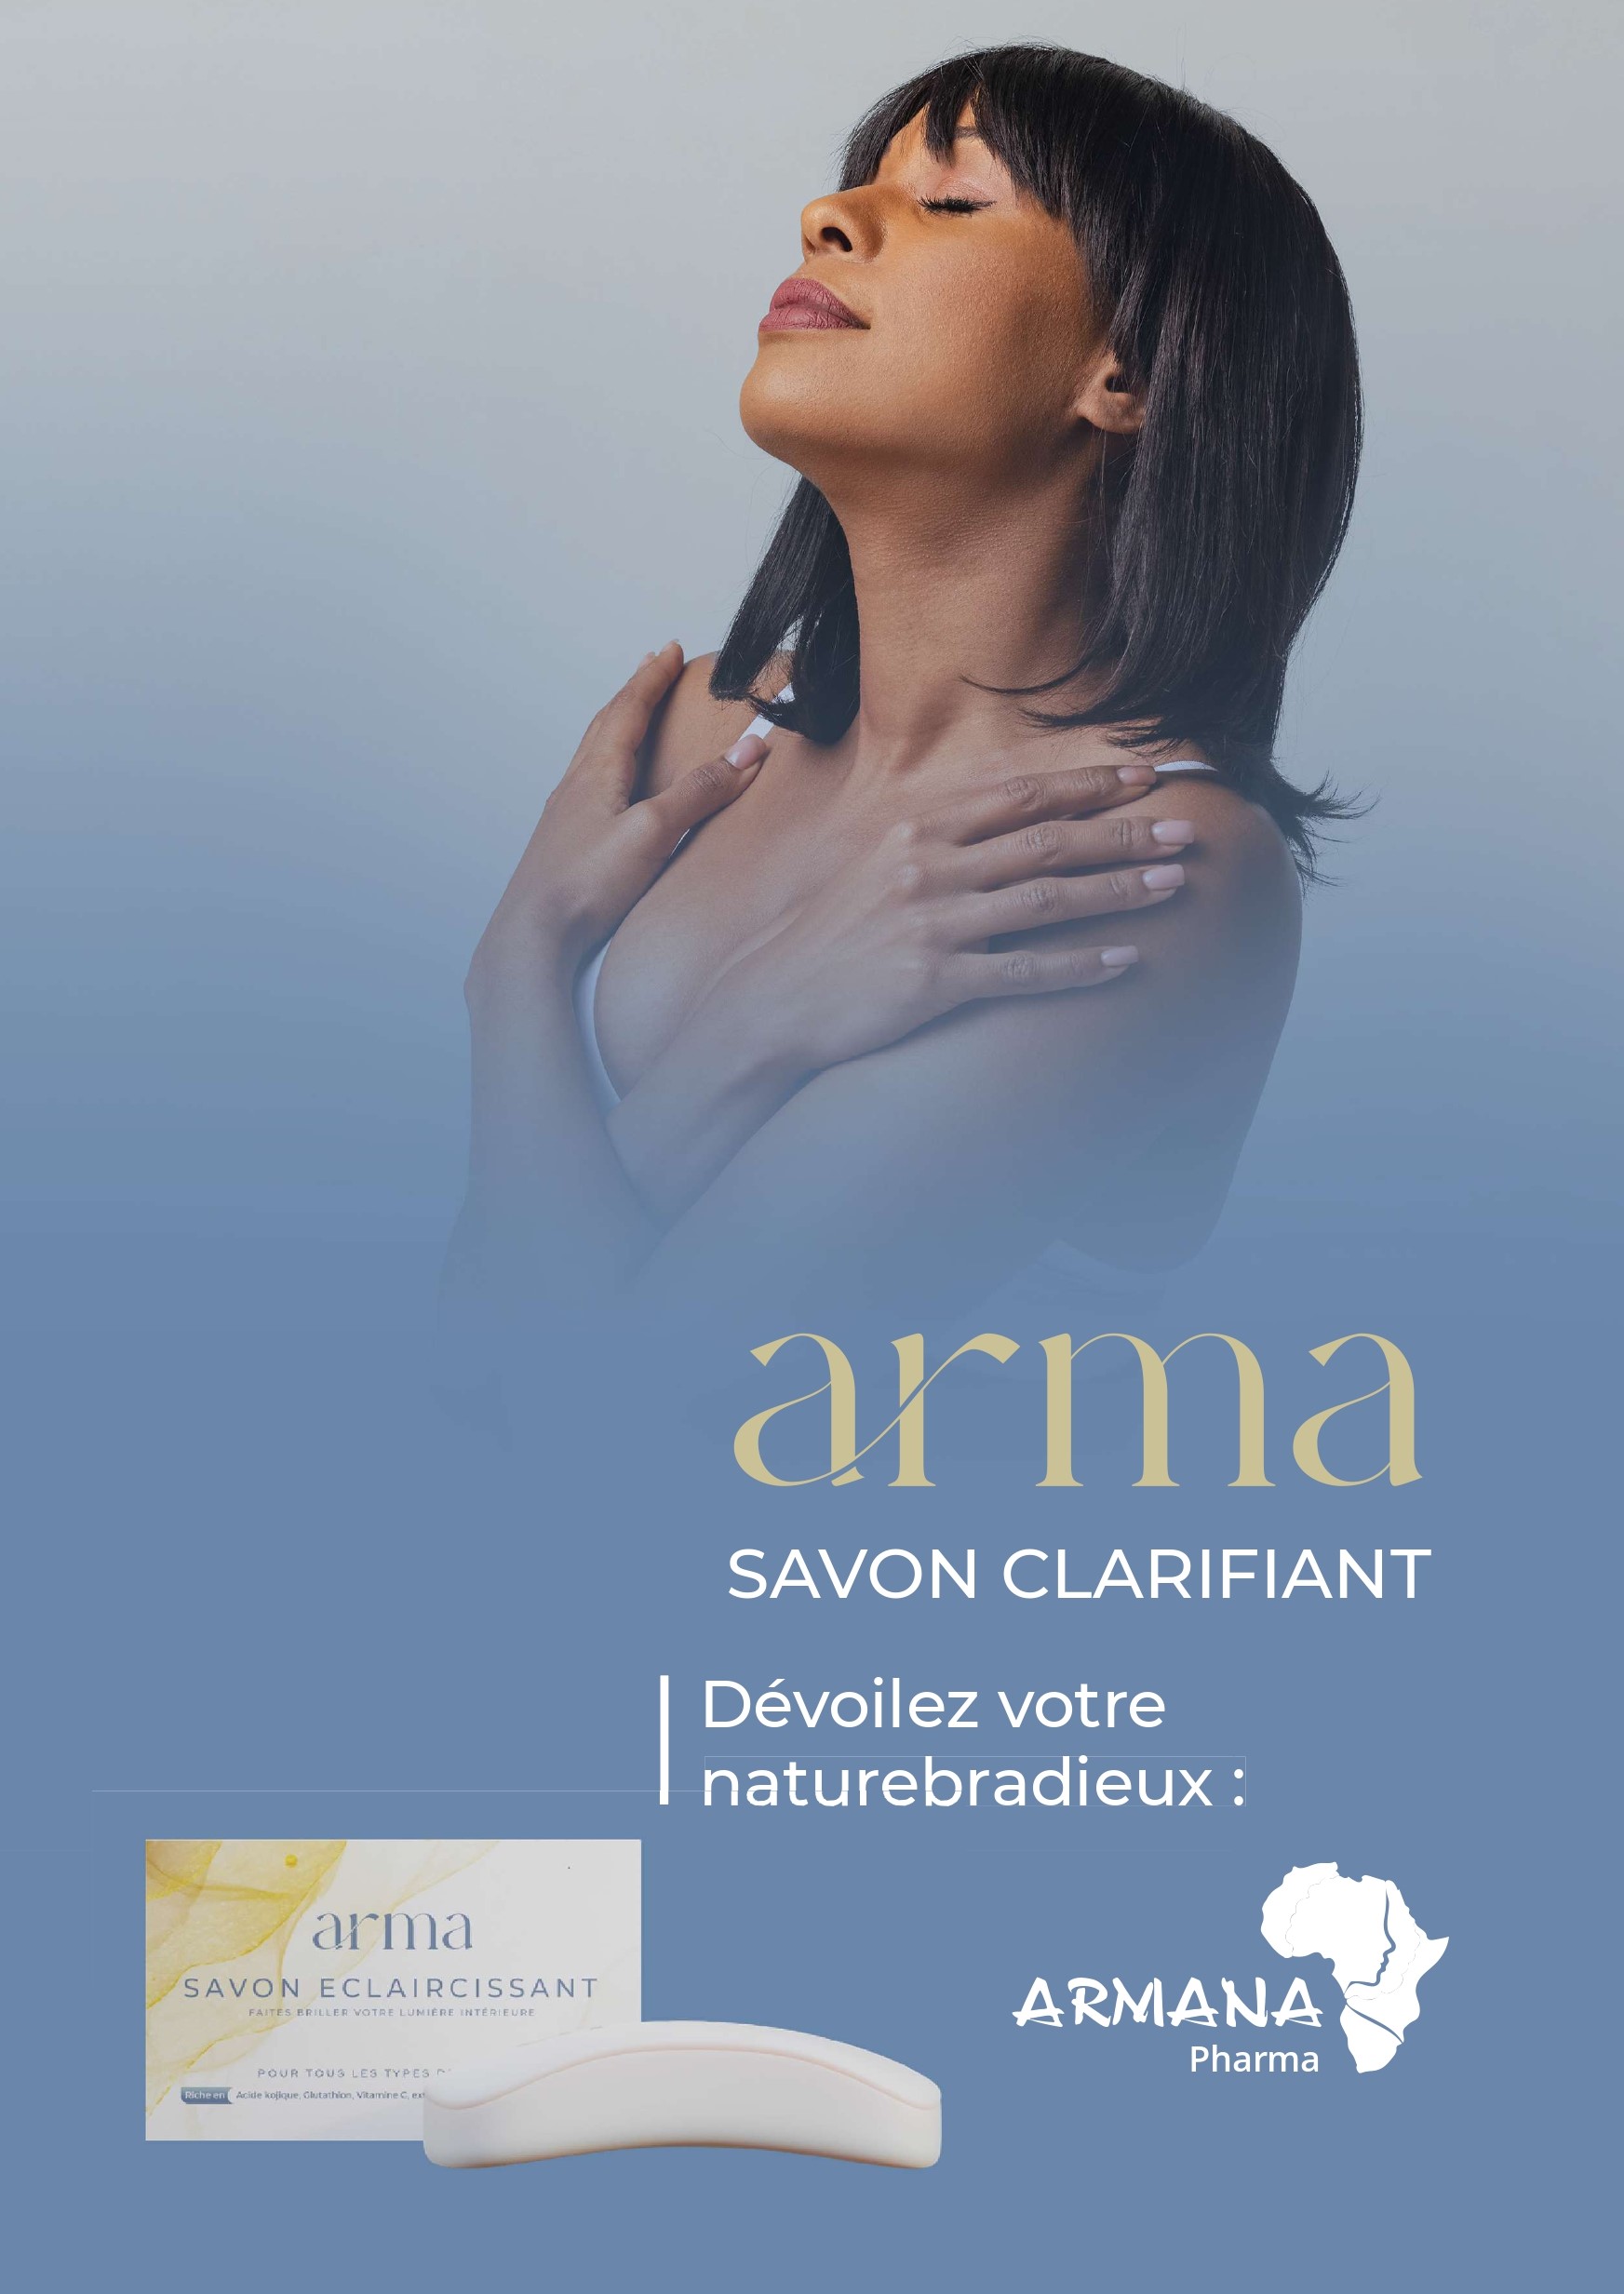 arma
SAVON CLARIFIANT
Dévoilez votre
naturebradieux :
arma
SAVON ECLAIRCISSANT
FAITES BRILLER VOTRE LUMIÈRE INTÉRIEURE
POUR TOUS LES TYPES
Riche en Acide kojique, Glutathion, Vitamine C,
ARMANA
Pharma